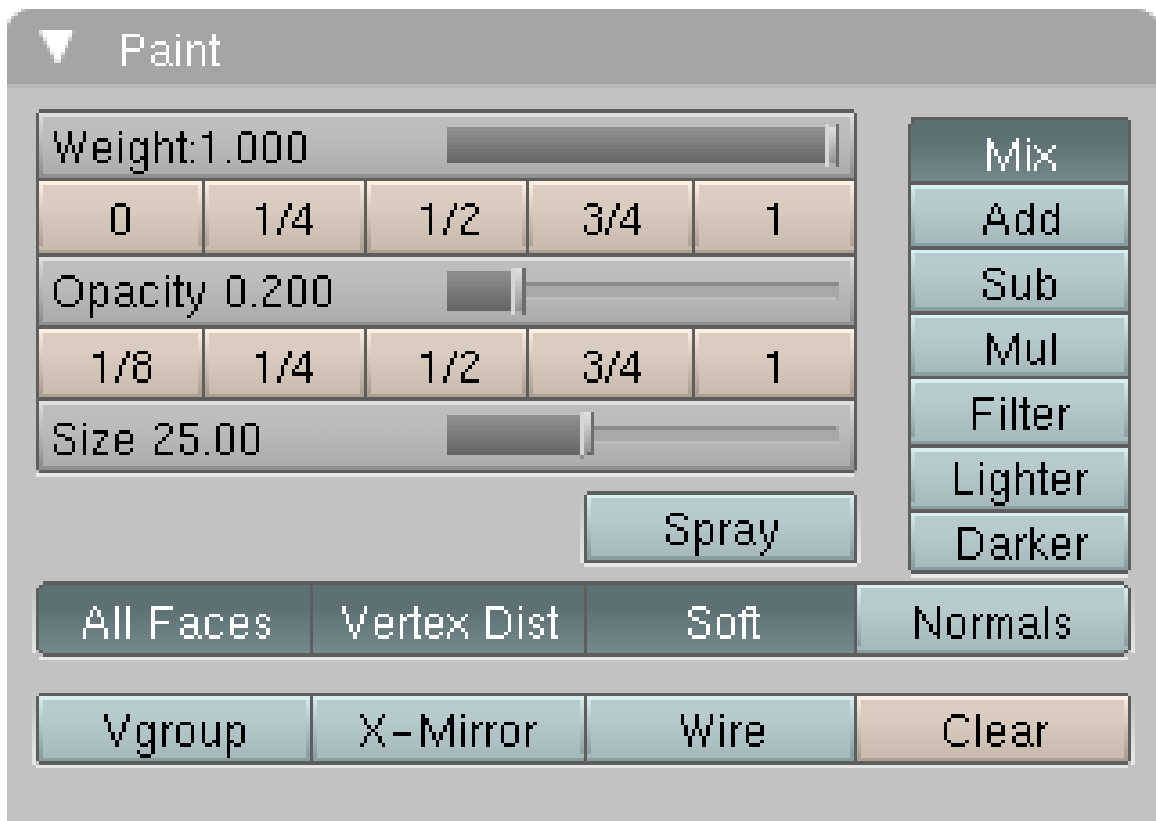 Paint
Weight:1.000
0 1/4 1/2 3/4 1
Opacity 0.200
1/8 1/4 1/2 3/4 1
Size 25.00
Spray
Mix
Add
Sub
Mul
Filter
Lighter
Darker
All Faces Vertex Dist Soft Normals
Vgroup X-Mirror Wire Clear